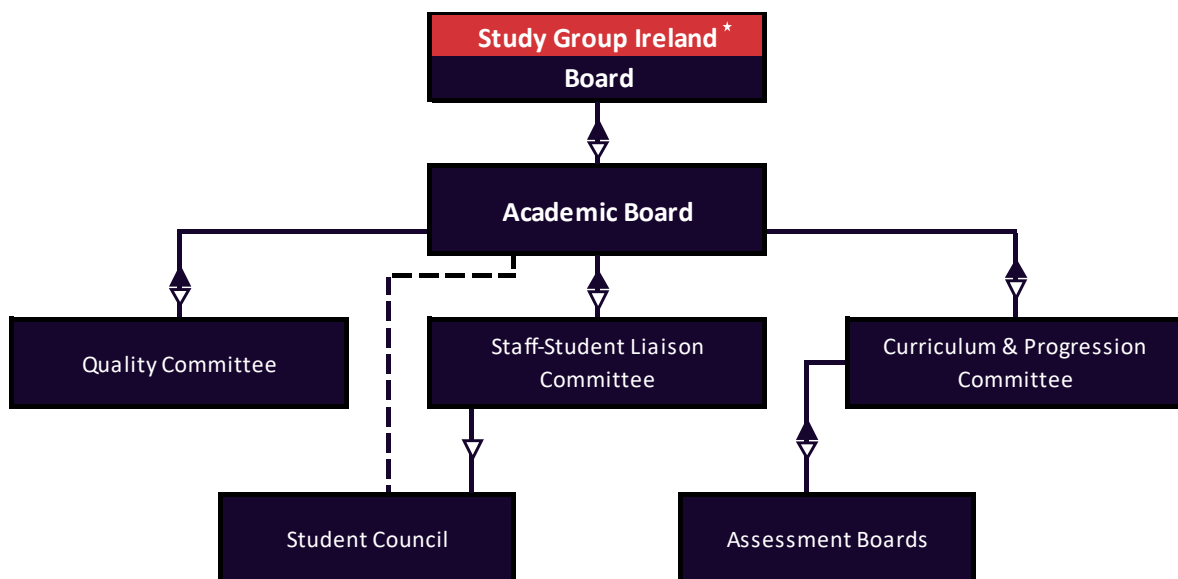 Study Group Ireland *
Board
Academic Board
Quality Committee
Staff-Student Liaison
Committee
Curriculum & Progression
Committee
Student Council
Assessment Boards